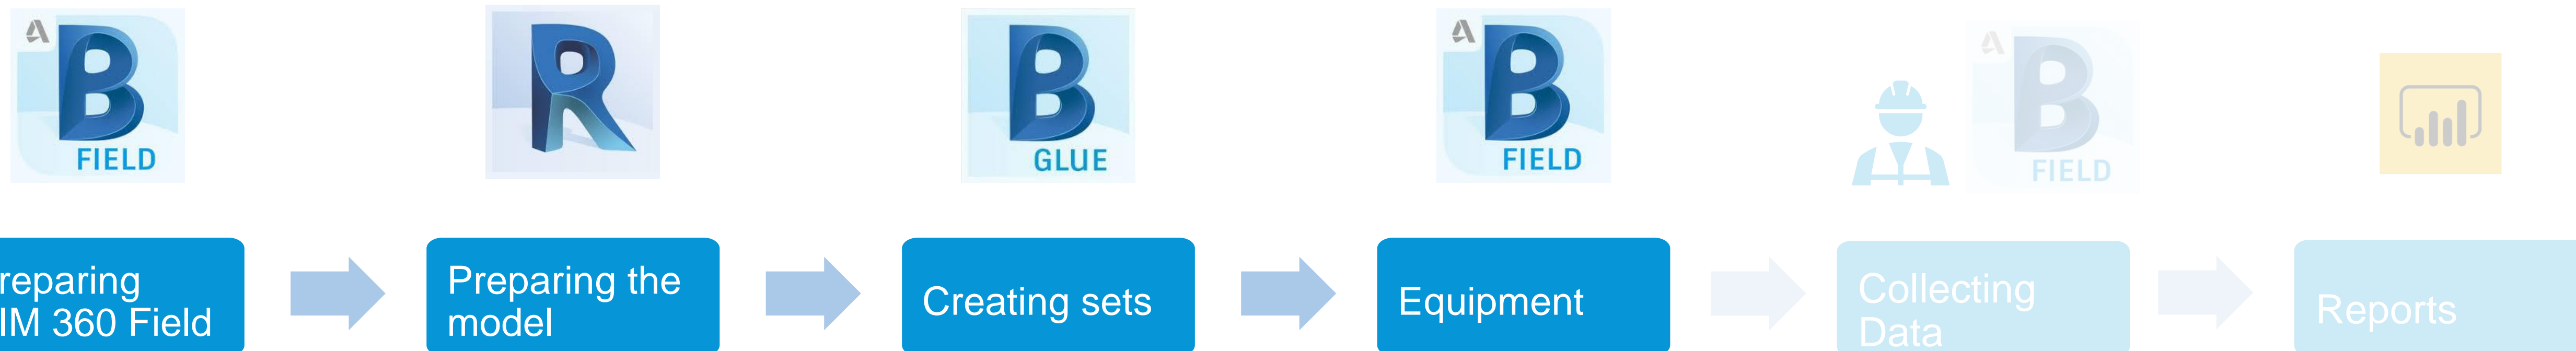 FIELD
GLUE
FIELD
FIELD
reparing
IM 360 Field
Preparing the
model
Creating sets
Equipment
Collecting
Data
Reports